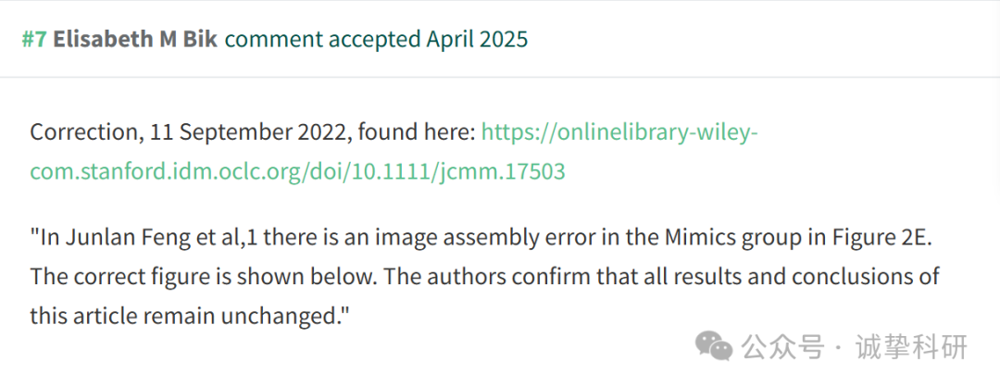 #7 Elisabeth M Bik comment accepted April 2025
Correction, 11 September 2022, found here: https://onlinelibrary-wiley-
com.stanford.idm.oclc.org/doi/10.1111/jcmm.17503
"In Junlan Feng et al,1 there is an image assembly error in the Mimics group in Figure 2E.
The correct figure is shown below. The authors confirm that all results and conclusions of
this article remain unchanged."
公众号 · 诚挚科研